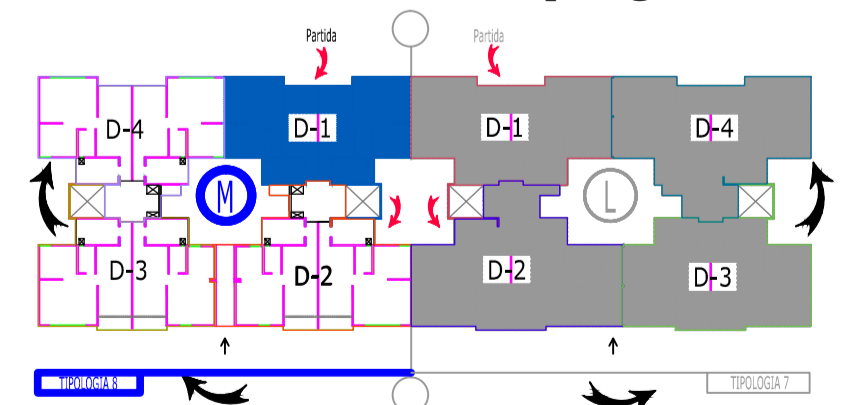 Partida
Partida
D-4
D-1
D-1
D-4
M
L
D-3
D-2
D-2
D-3
TIPOLOGIA 8
TIPOLOGIA 7